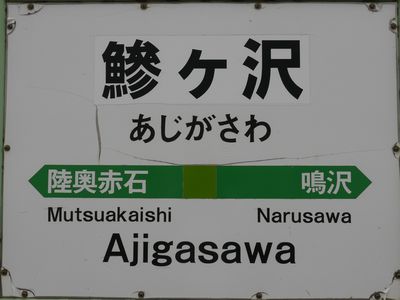 鰺ヶ沢
あじがさわ
陸奥赤石 鳴沢
Mutsuakaishi Narusawa
Ajigasawa